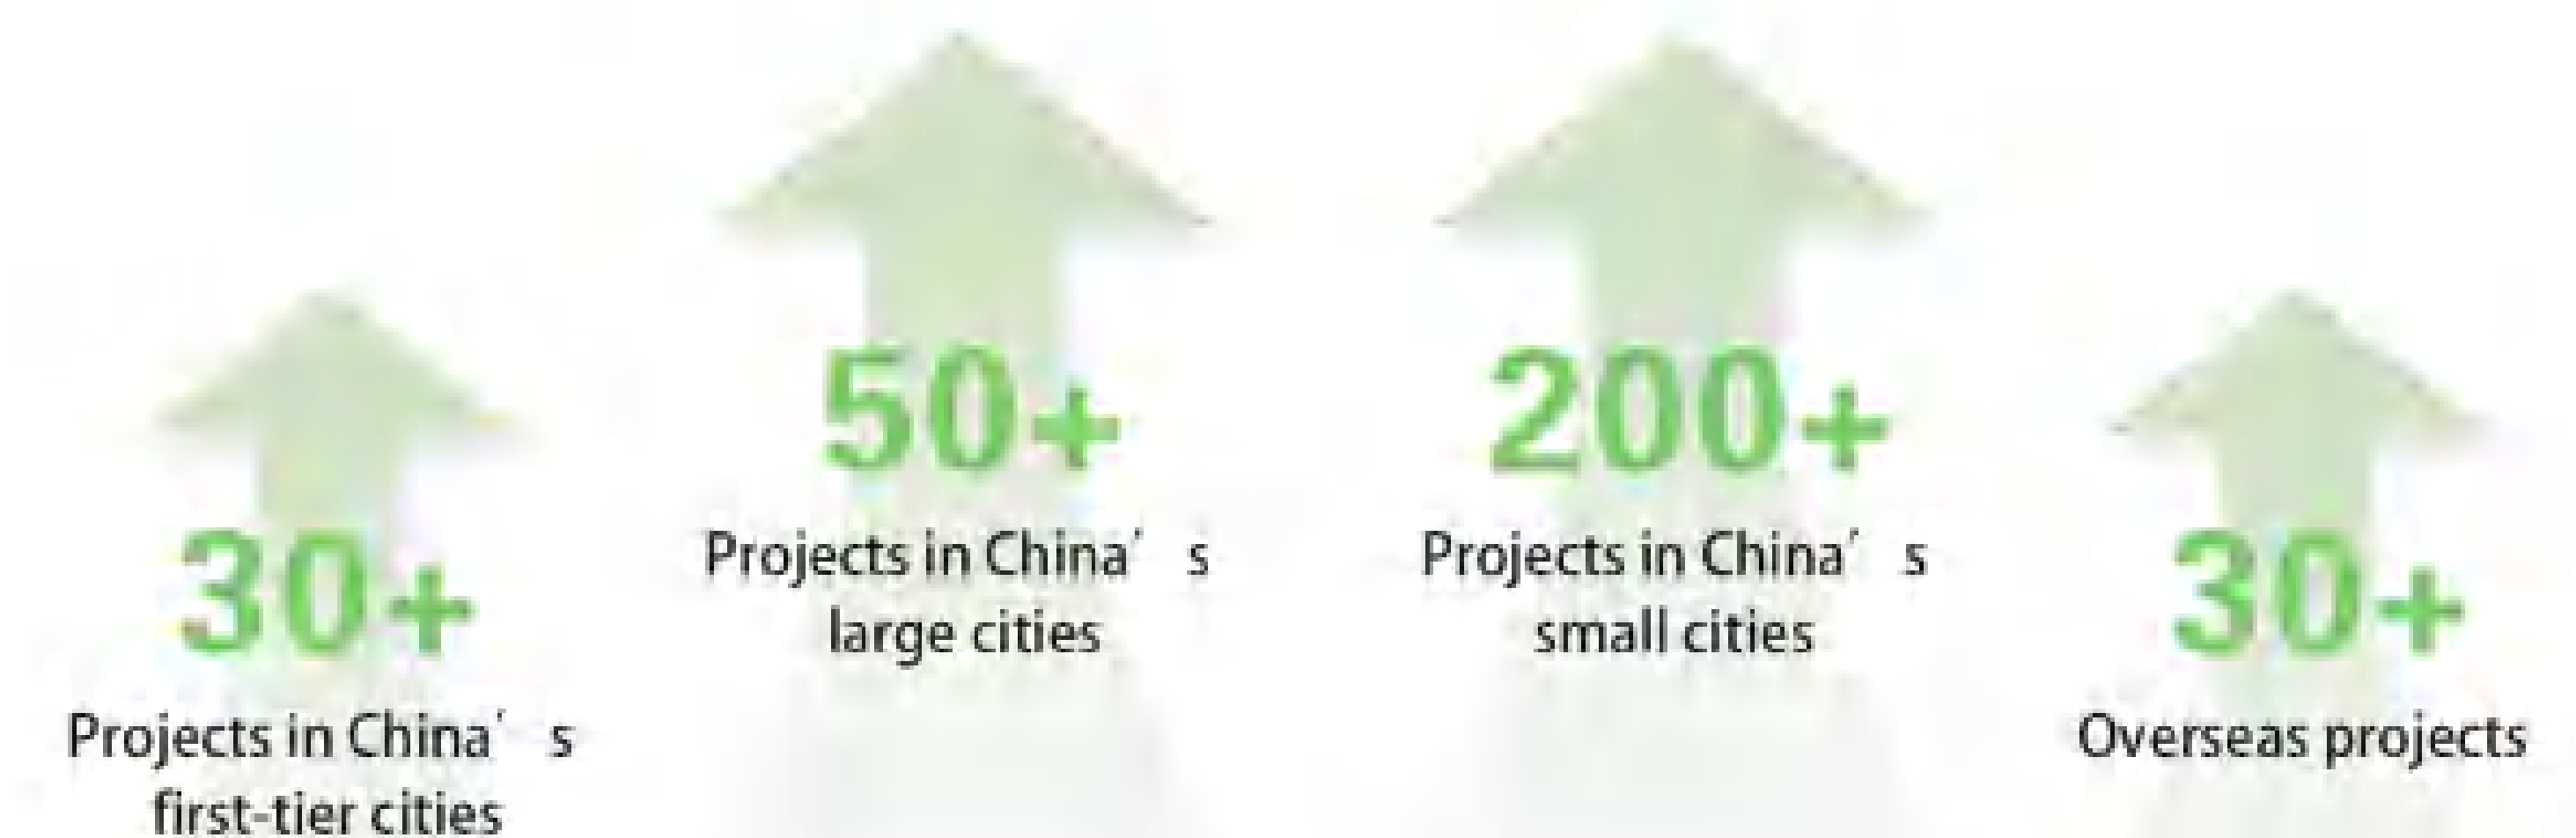 30+
Projects in China's
first-tier cities
50+
Projects in China's
large cities
200+
Projects in China's
small cities
30+
Overseas projects